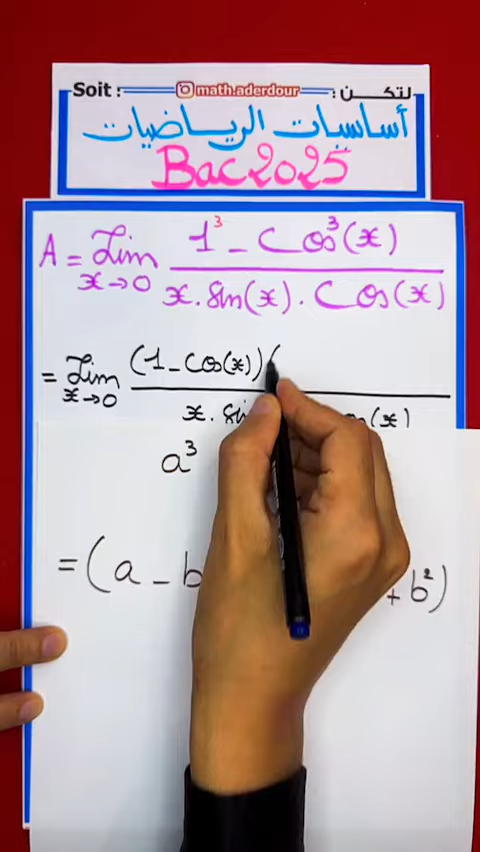 Soit : math.aderdour لتكن :
أساسيات الرياضيات
Bac2025
A = Lim x→0 1³ - Cos³(x) / x.sin(x).Cos(x)
= Lim x→0 (1 - Cos(x))( / x. (x)
a³
= (a - b + b²)